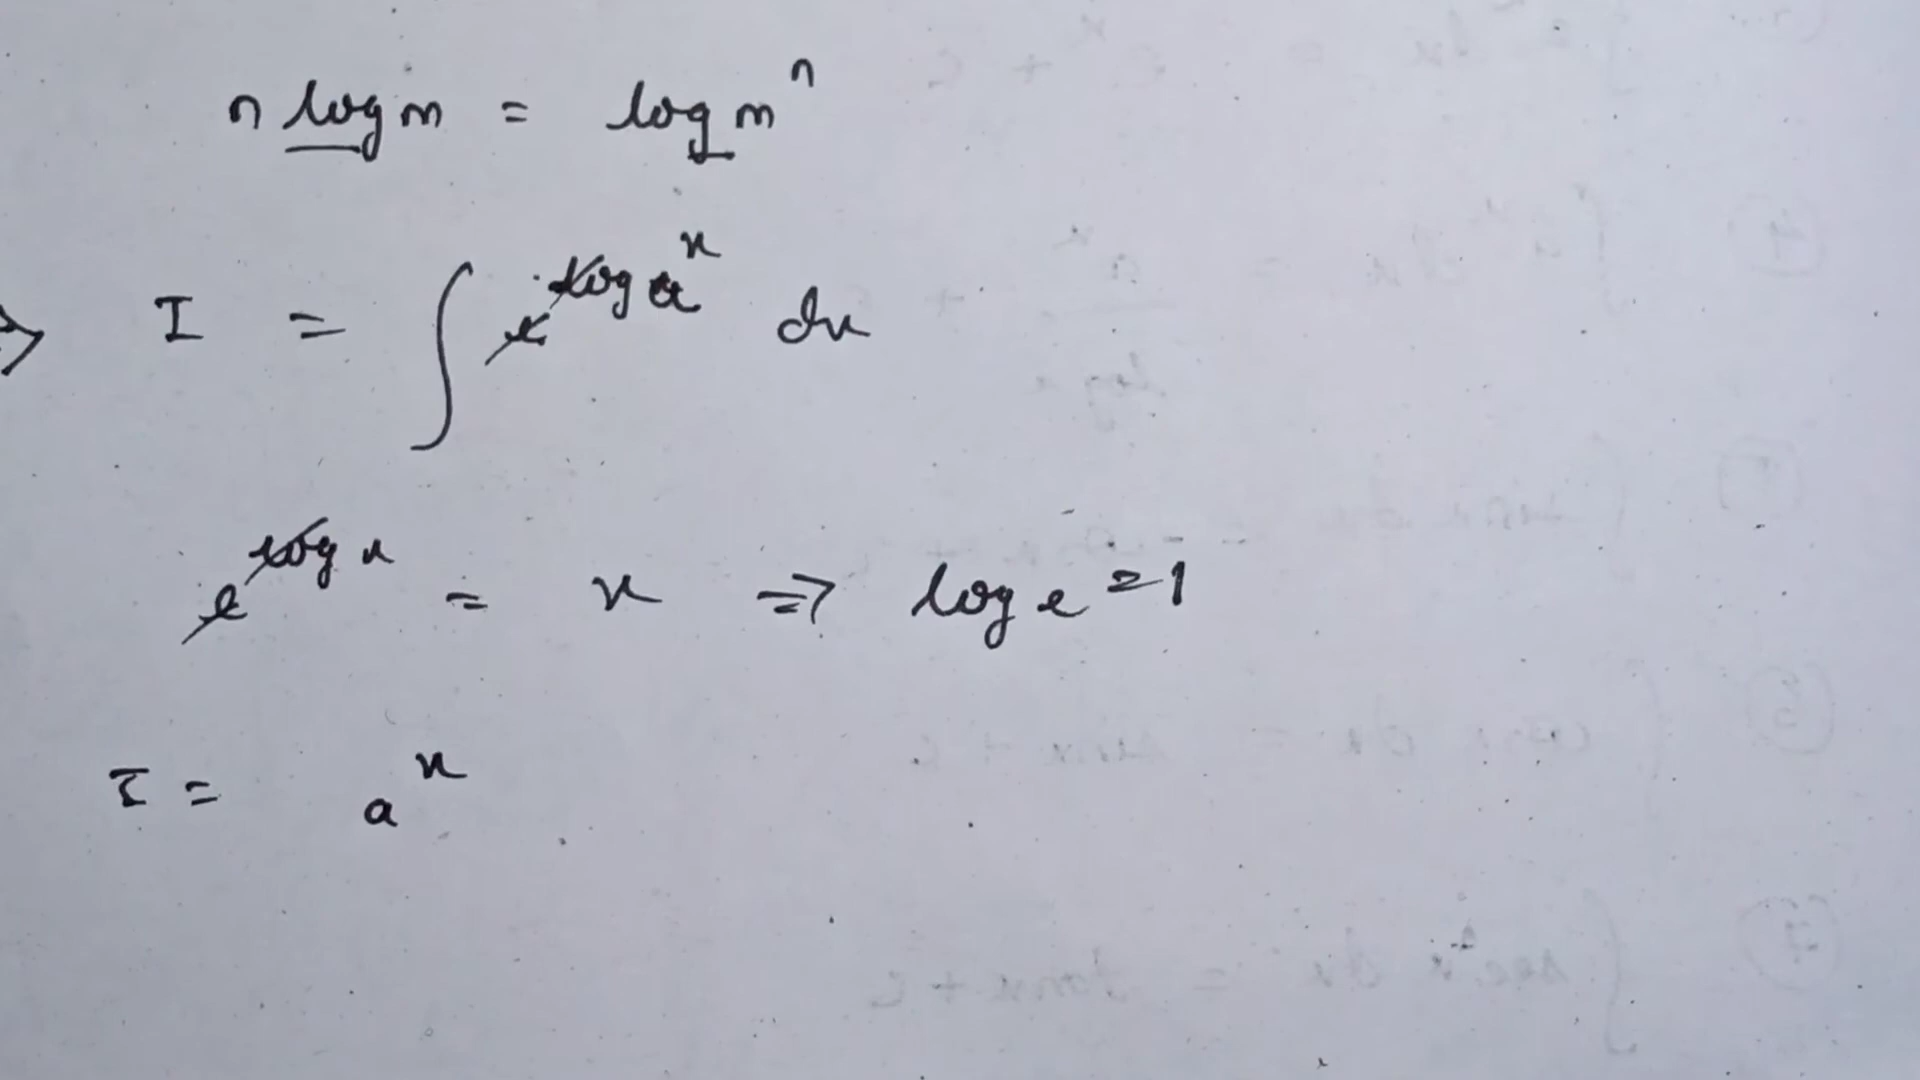 n log m = log m^n
⇒ I = ∫ e^{log a^x} dx
e^{log x} = x ⇒ log e = 1
I = a^x